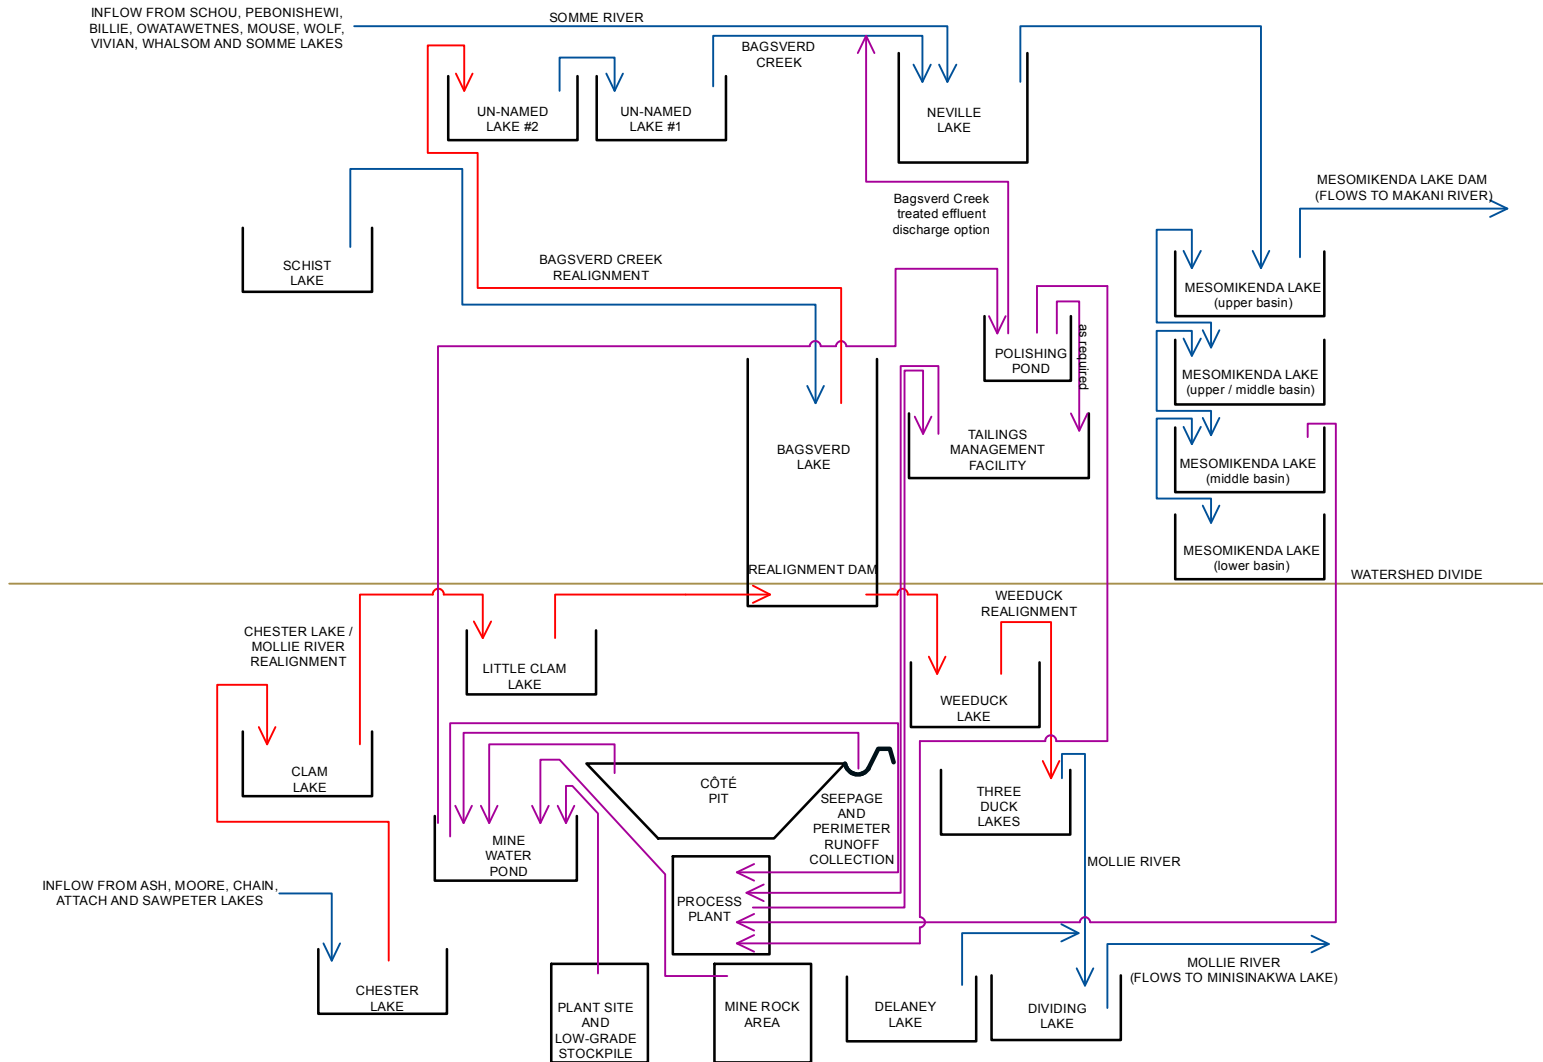 INFLOW FROM SCHOU, PEBONISHEWI,
BILLIE, OWATAWETNES, MOUSE, WOLF,
VIVIAN, WHALSOM AND SOMME LAKES
SOMME RIVER
BAGSVERD
CREEK
UN-NAMED
LAKE #2
UN-NAMED
LAKE #1
NEVILLE
LAKE
MESOMIKENDA LAKE DAM
(FLOWS TO MAKANI RIVER)
Bagsverd Creek
treated effluent
discharge option
SCHIST
LAKE
BAGSVERD CREEK
REALIGNMENT
MESOMIKENDA LAKE
(upper basin)
POLISHING
POND
as required
MESOMIKENDA LAKE
(upper / middle basin)
BAGSVERD
LAKE
TAILINGS
MANAGEMENT
FACILITY
MESOMIKENDA LAKE
(middle basin)
MESOMIKENDA LAKE
(lower basin)
REALIGNMENT DAM
WATERSHED DIVIDE
WEEDUCK
REALIGNMENT
CHESTER LAKE /
MOLLIE RIVER
REALIGNMENT
LITTLE CLAM
LAKE
WEEDUCK
LAKE
CLAM
LAKE
CÔTÉ
PIT
SEEPAGE
AND
PERIMETER
RUNOFF
COLLECTION
THREE
DUCK
LAKES
MINE
WATER
POND
MOLLIE RIVER
INFLOW FROM ASH, MOORE, CHAIN,
ATTACH AND SAWPETER LAKES
PROCESS
PLANT
MOLLIE RIVER
(FLOWS TO MINISINAKWA LAKE)
CHESTER
LAKE
PLANT SITE
AND
LOW-GRADE
STOCKPILE
MINE ROCK
AREA
DELANEY
LAKE
DIVIDING
LAKE